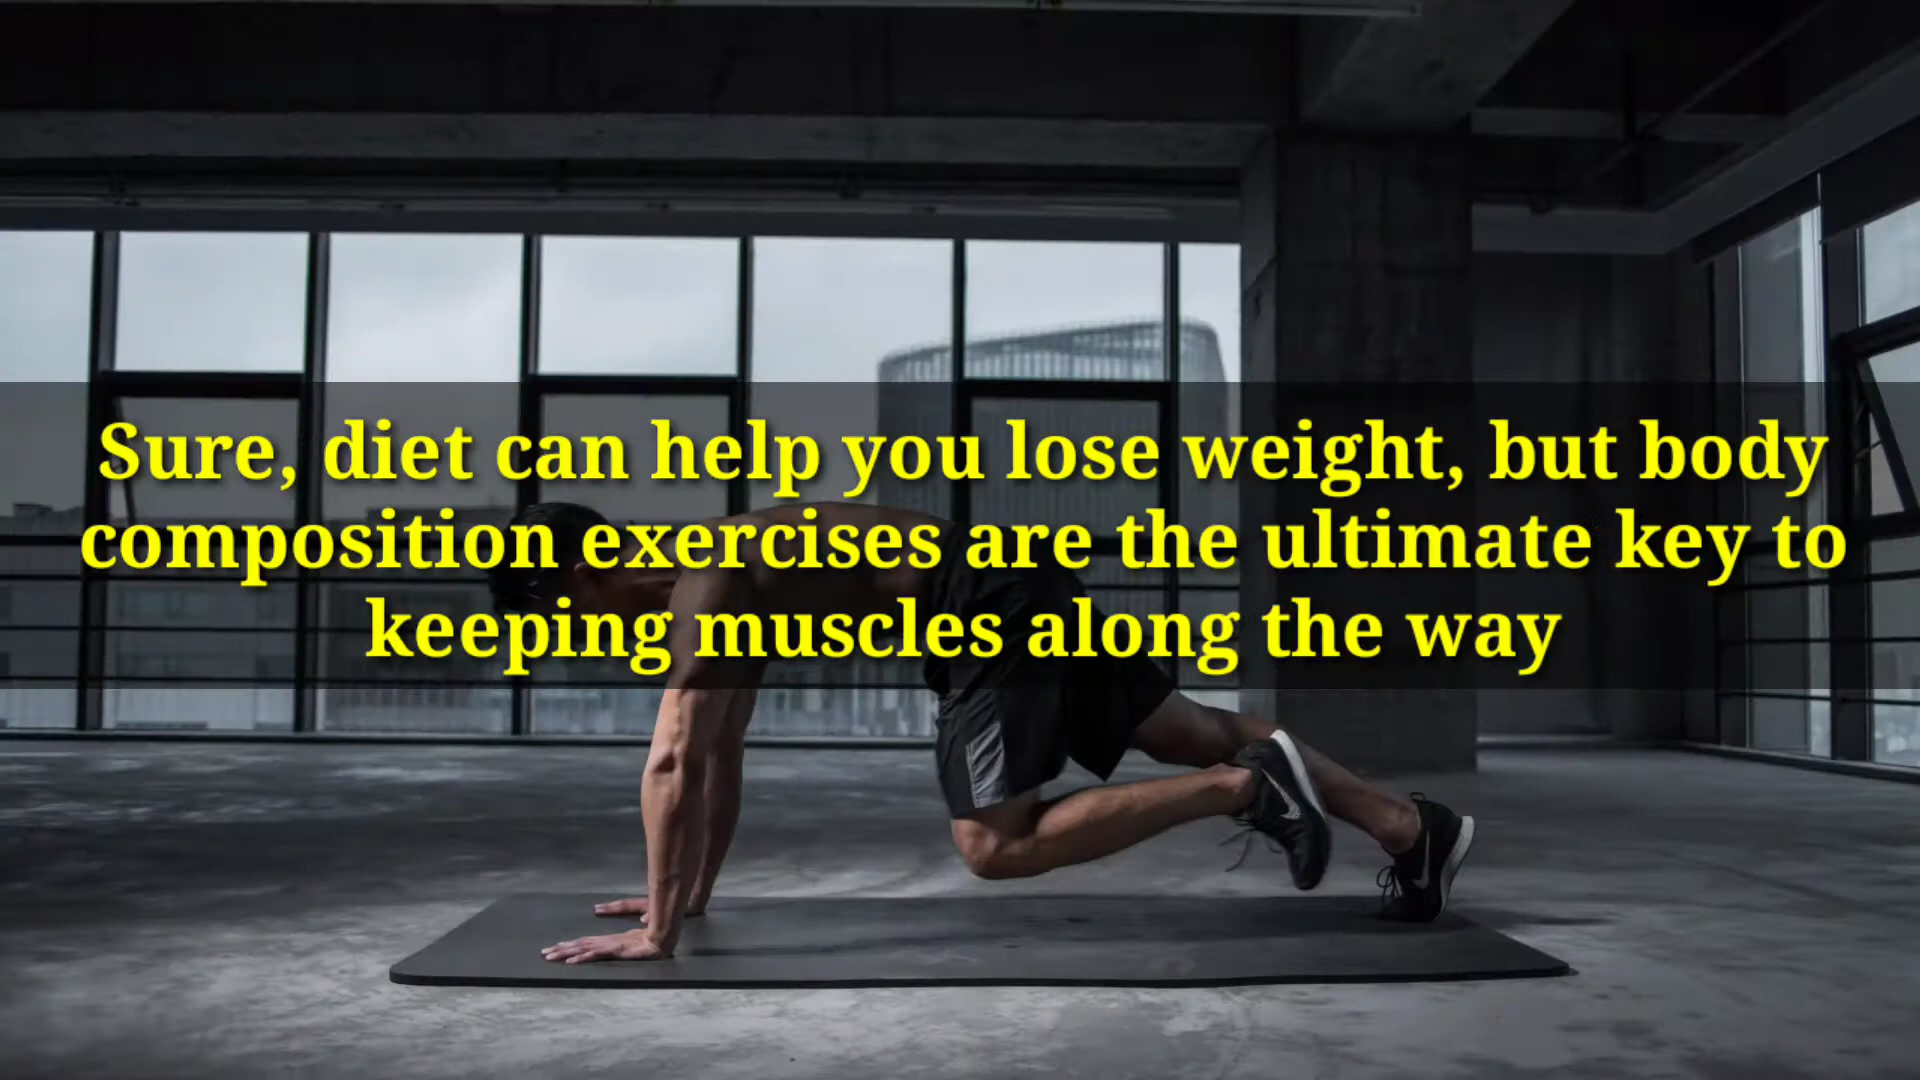 Sure, diet can help you lose weight, but body
composition exercises are the ultimate key to
keeping muscles along the way